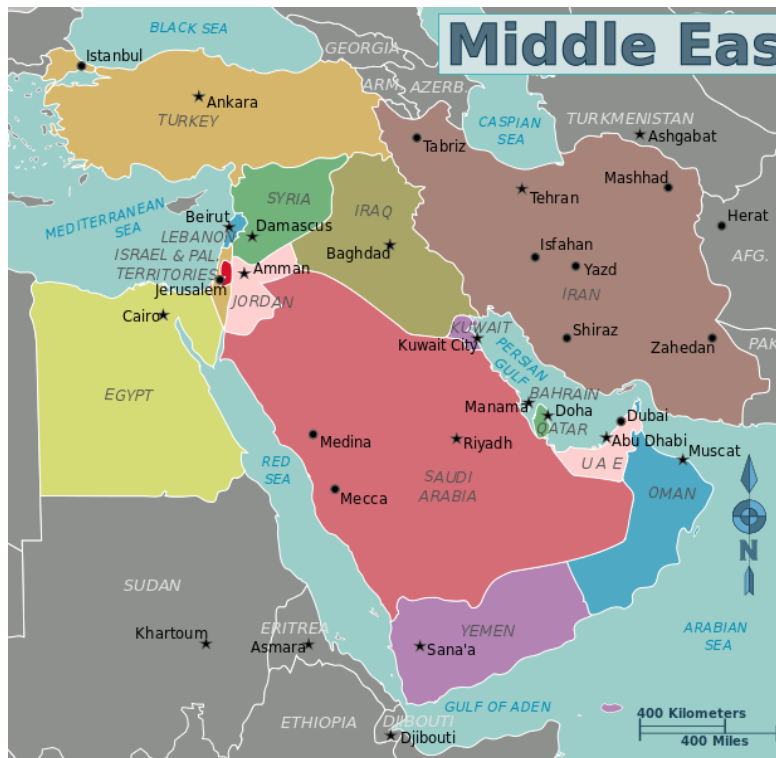 Middle Eas
BLACK SEA
GEORGIA
Istanbul
ARM.
AZERB.
Ankara
TURKEY
CASPIAN
SEA
TURKMENISTAN
Ashgabat
Tabriz
Mashhad
Tehran
SYRIA
IRAQ
Herat
MEDITERRANEAN
SEA
Beirut
Damascus
LEBANON
Baghdad
Isfahan
AFG.
ISRAEL & PAL.
TERRITORIES
Amman
Yazd
Jerusalem
IRAN
JORDAN
Cairo
KUWAIT
Kuwait City
Shiraz
Zahedan
PAK
PERSIAN
GULF
EGYPT
BAHRAIN
Manama
Doha
QATAR
Dubai
Abu Dhabi
Medina
Riyadh
Muscat
UAE
RED
SEA
Mecca
SAUDI
ARABIA
OMAN
N
SUDAN
Khartoum
ERITREA
Asmara
YEMEN
Sana'a
ARABIAN
SEA
GULF OF ADEN
ETHIOPIA
DJIBOUTI
Djibouti
400 Kilometers
400 Miles